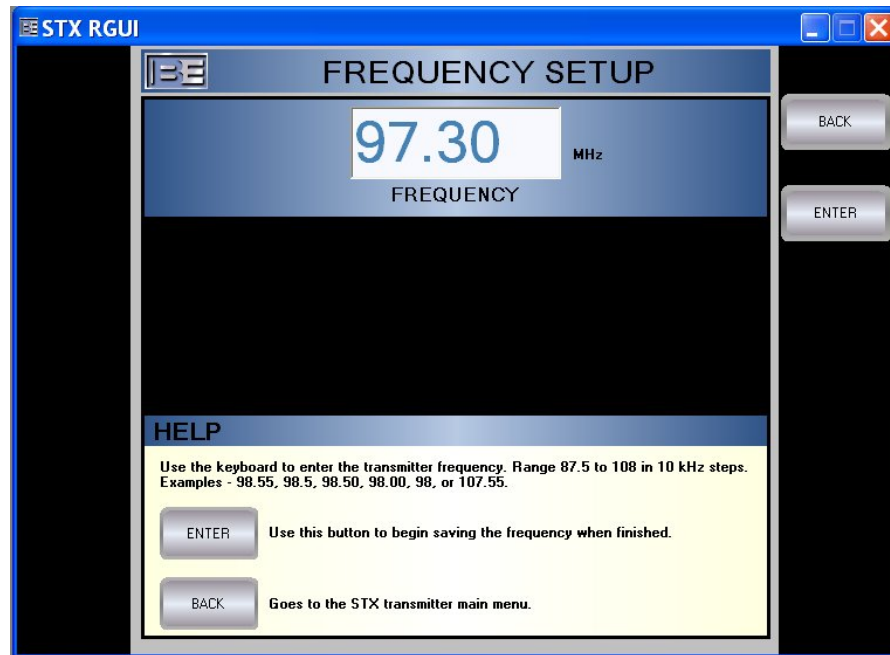 BE STX RGUI
BE FREQUENCY SETUP
97.30 MHz
FREQUENCY
BACK
ENTER
HELP
Use the keyboard to enter the transmitter frequency. Range 87.5 to 108 in 10 kHz steps.
Examples - 98.55, 98.5, 98.50, 98.00, 98, or 107.55.
ENTER Use this button to begin saving the frequency when finished.
BACK Goes to the STX transmitter main menu.